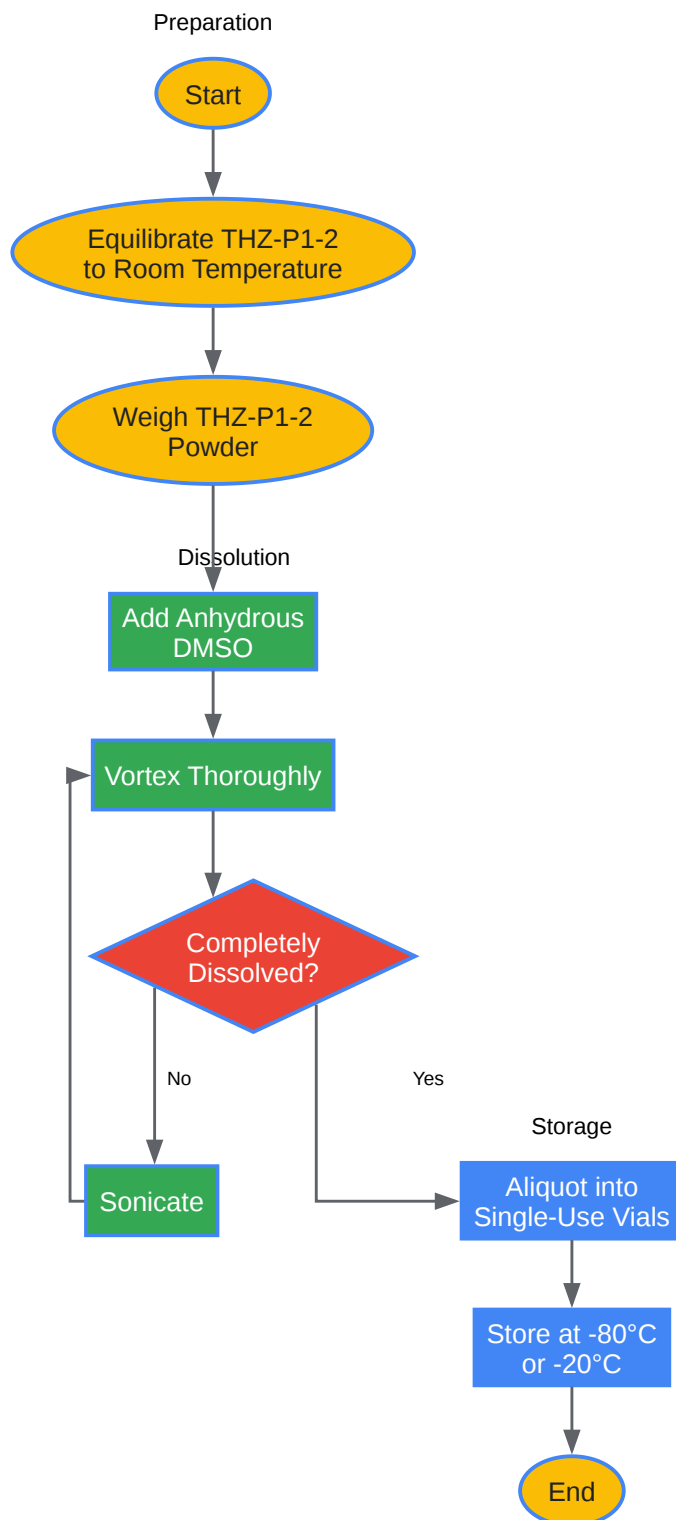 Preparation
Start
Equilibrate THZ-P1-2
to Room Temperature
Weigh THZ-P1-2
Powder
Dissolution
Add Anhydrous
DMSO
Vortex Thoroughly
Completely
Dissolved?
No
Yes
Sonicate
Storage
Aliquot into
Single-Use Vials
Store at -80°C
or -20°C
End